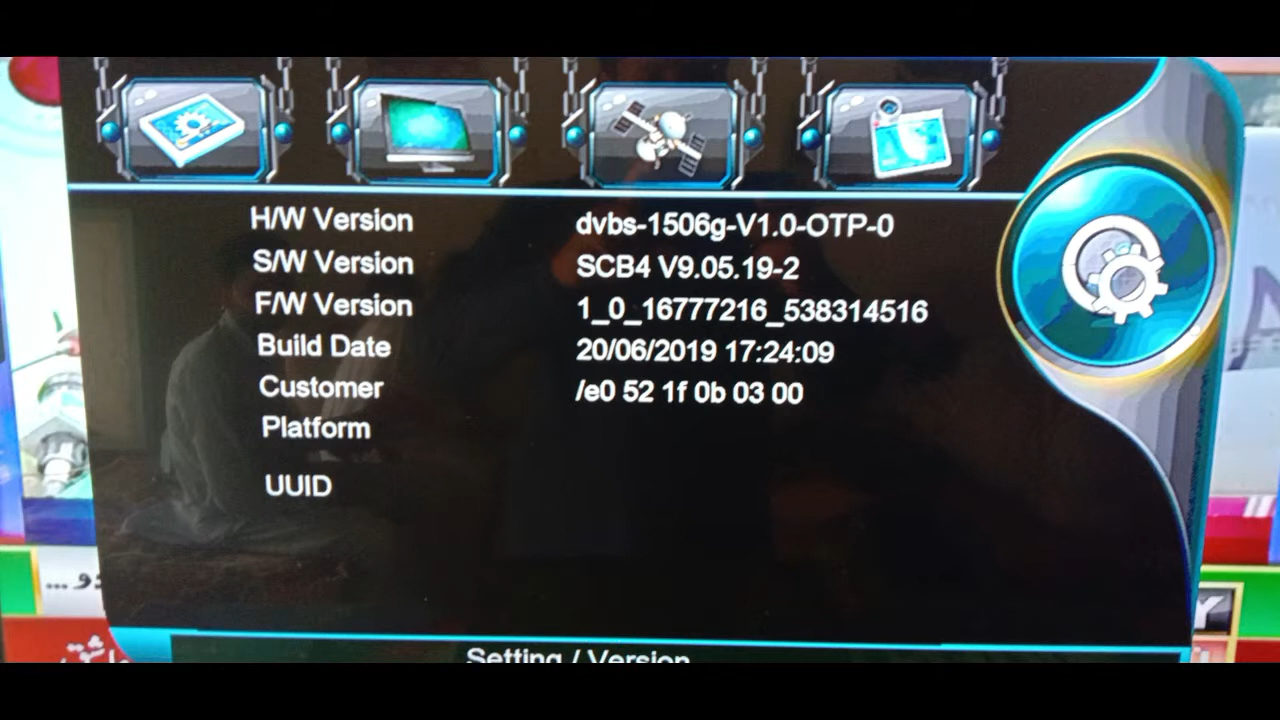 H/W Version dvbs-1506g-V1.0-OTP-0
S/W Version SCB4 V9.05.19-2
F/W Version 1_0_16777216_538314516
Build Date 20/06/2019 17:24:09
Customer /e0 52 1f 0b 03 00
Platform
UUID
Setting / Version